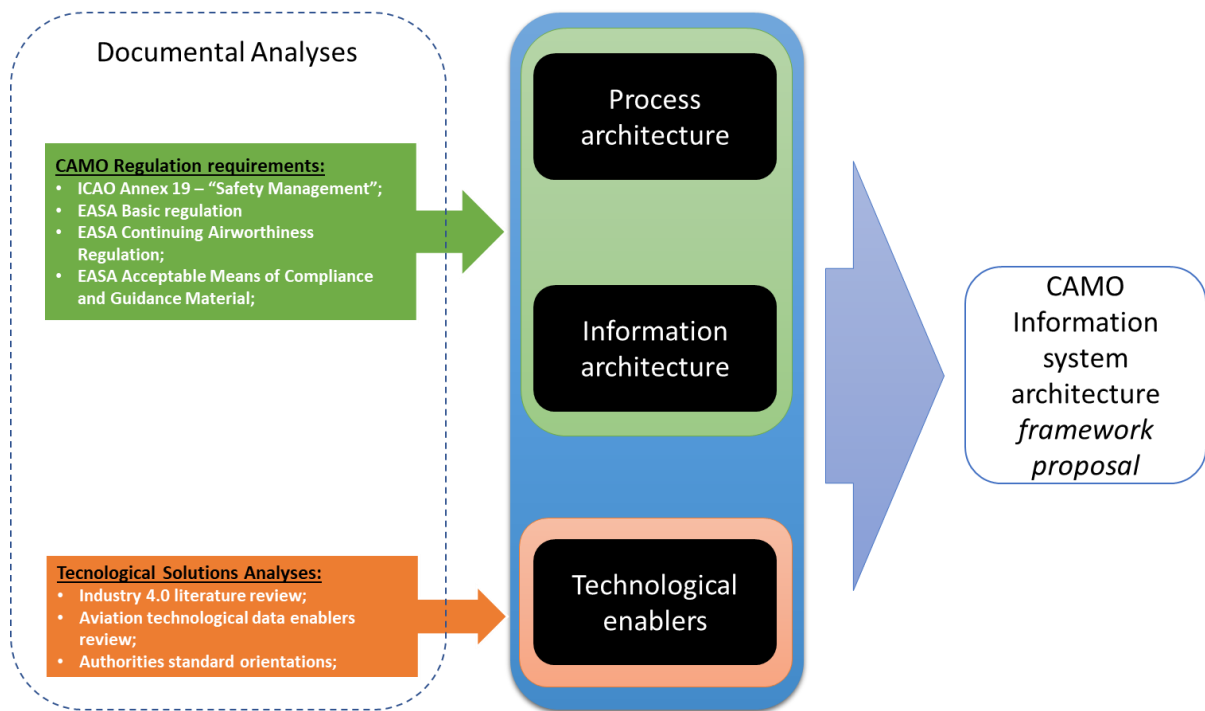 Documental Analyses
CAMO Regulation requirements:
• ICAO Annex 19 – “Safety Management”;
• EASA Basic regulation
• EASA Continuing Airworthiness
Regulation;
• EASA Acceptable Means of Compliance
and Guidance Material;
Tecnological Solutions Analyses:
• Industry 4.0 literature review;
• Aviation technological data enablers
review;
• Authorities standard orientations;
Process
architecture
Information
architecture
Technological
enablers
CAMO
Information
system
architecture
framework
proposal